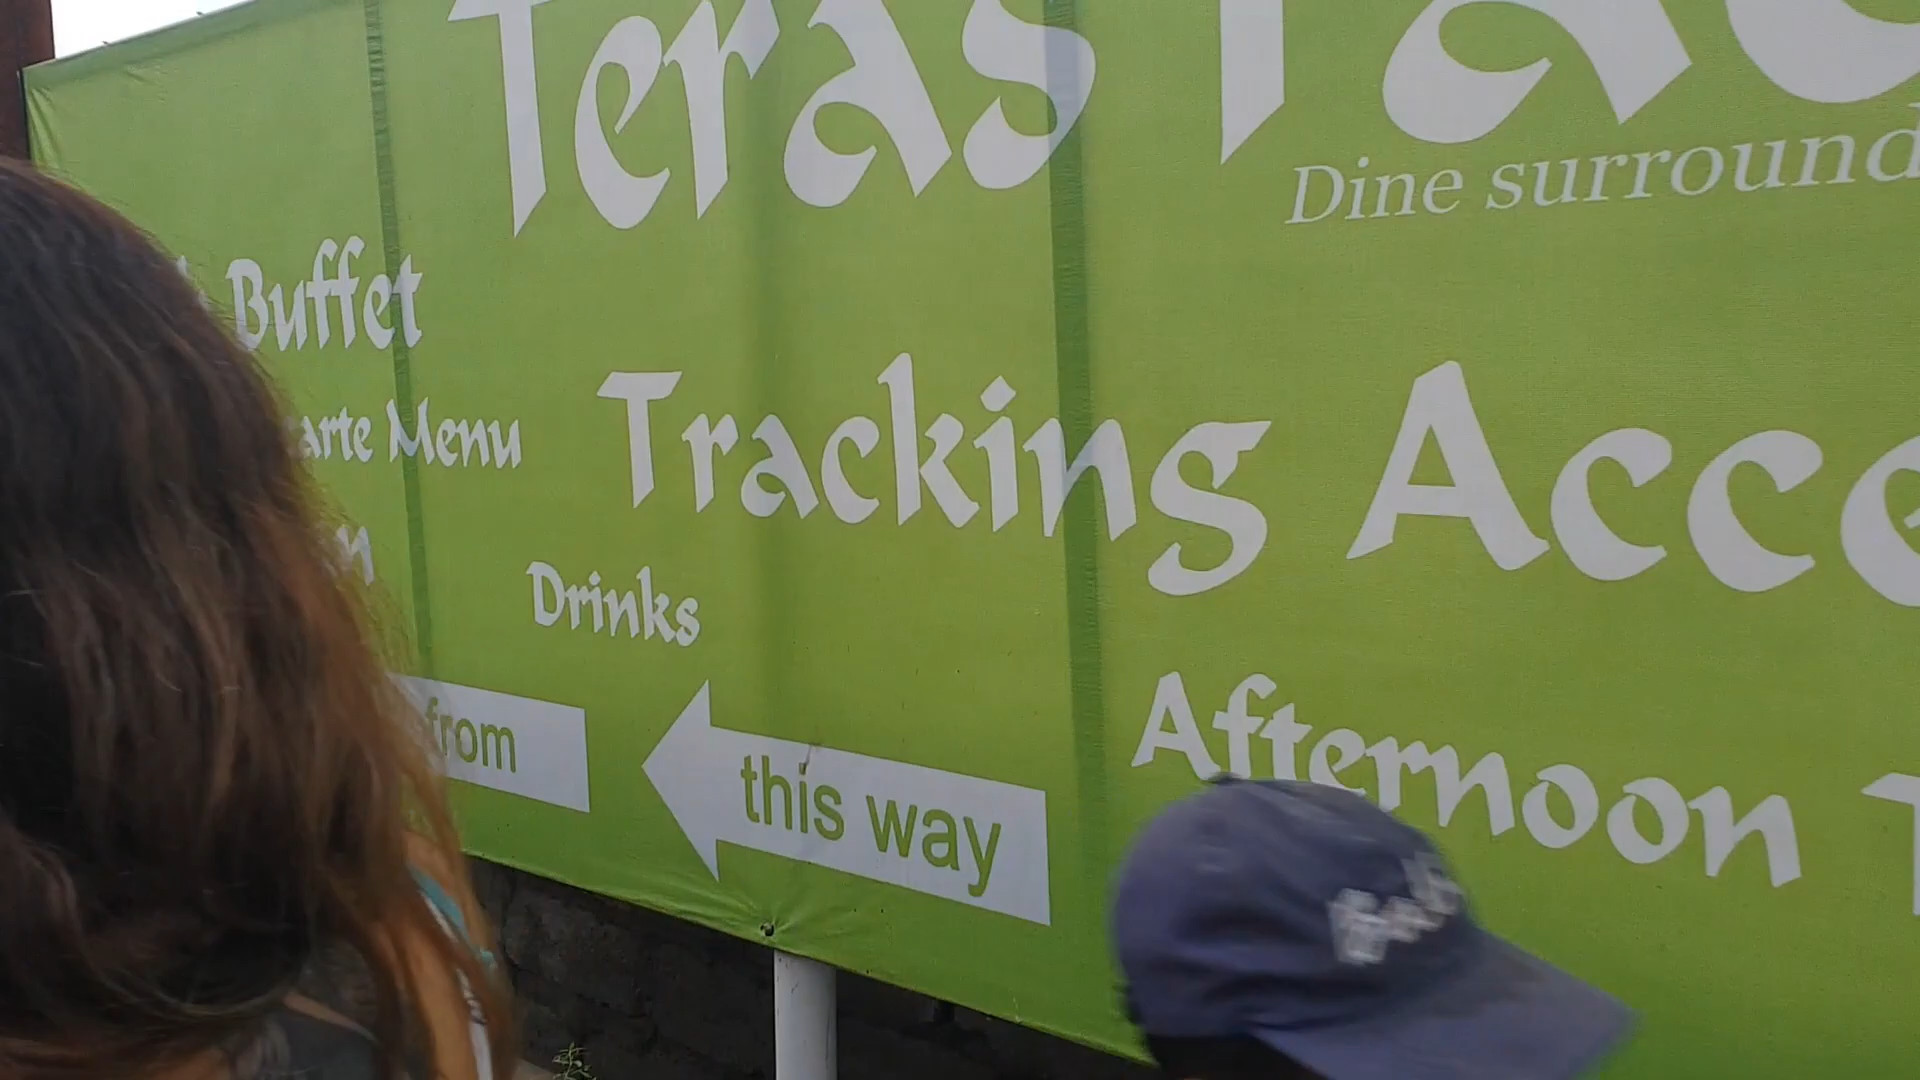 Teras
Dine surround
Buffet
arte Menu
Tracking Acce
Drinks
from
this way
Afternoon